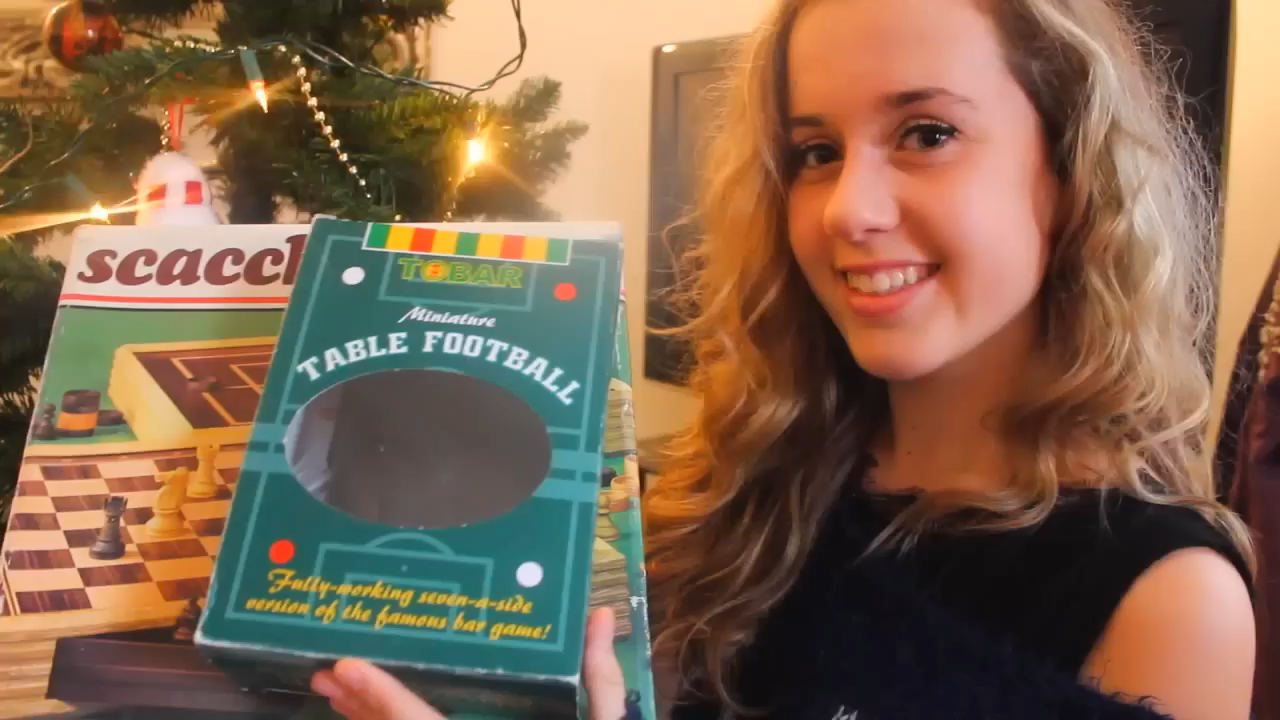 scacch
TOBAR
Miniature
TABLE FOOTBALL
Fully-working seven-a-side
version of the famous bar game!